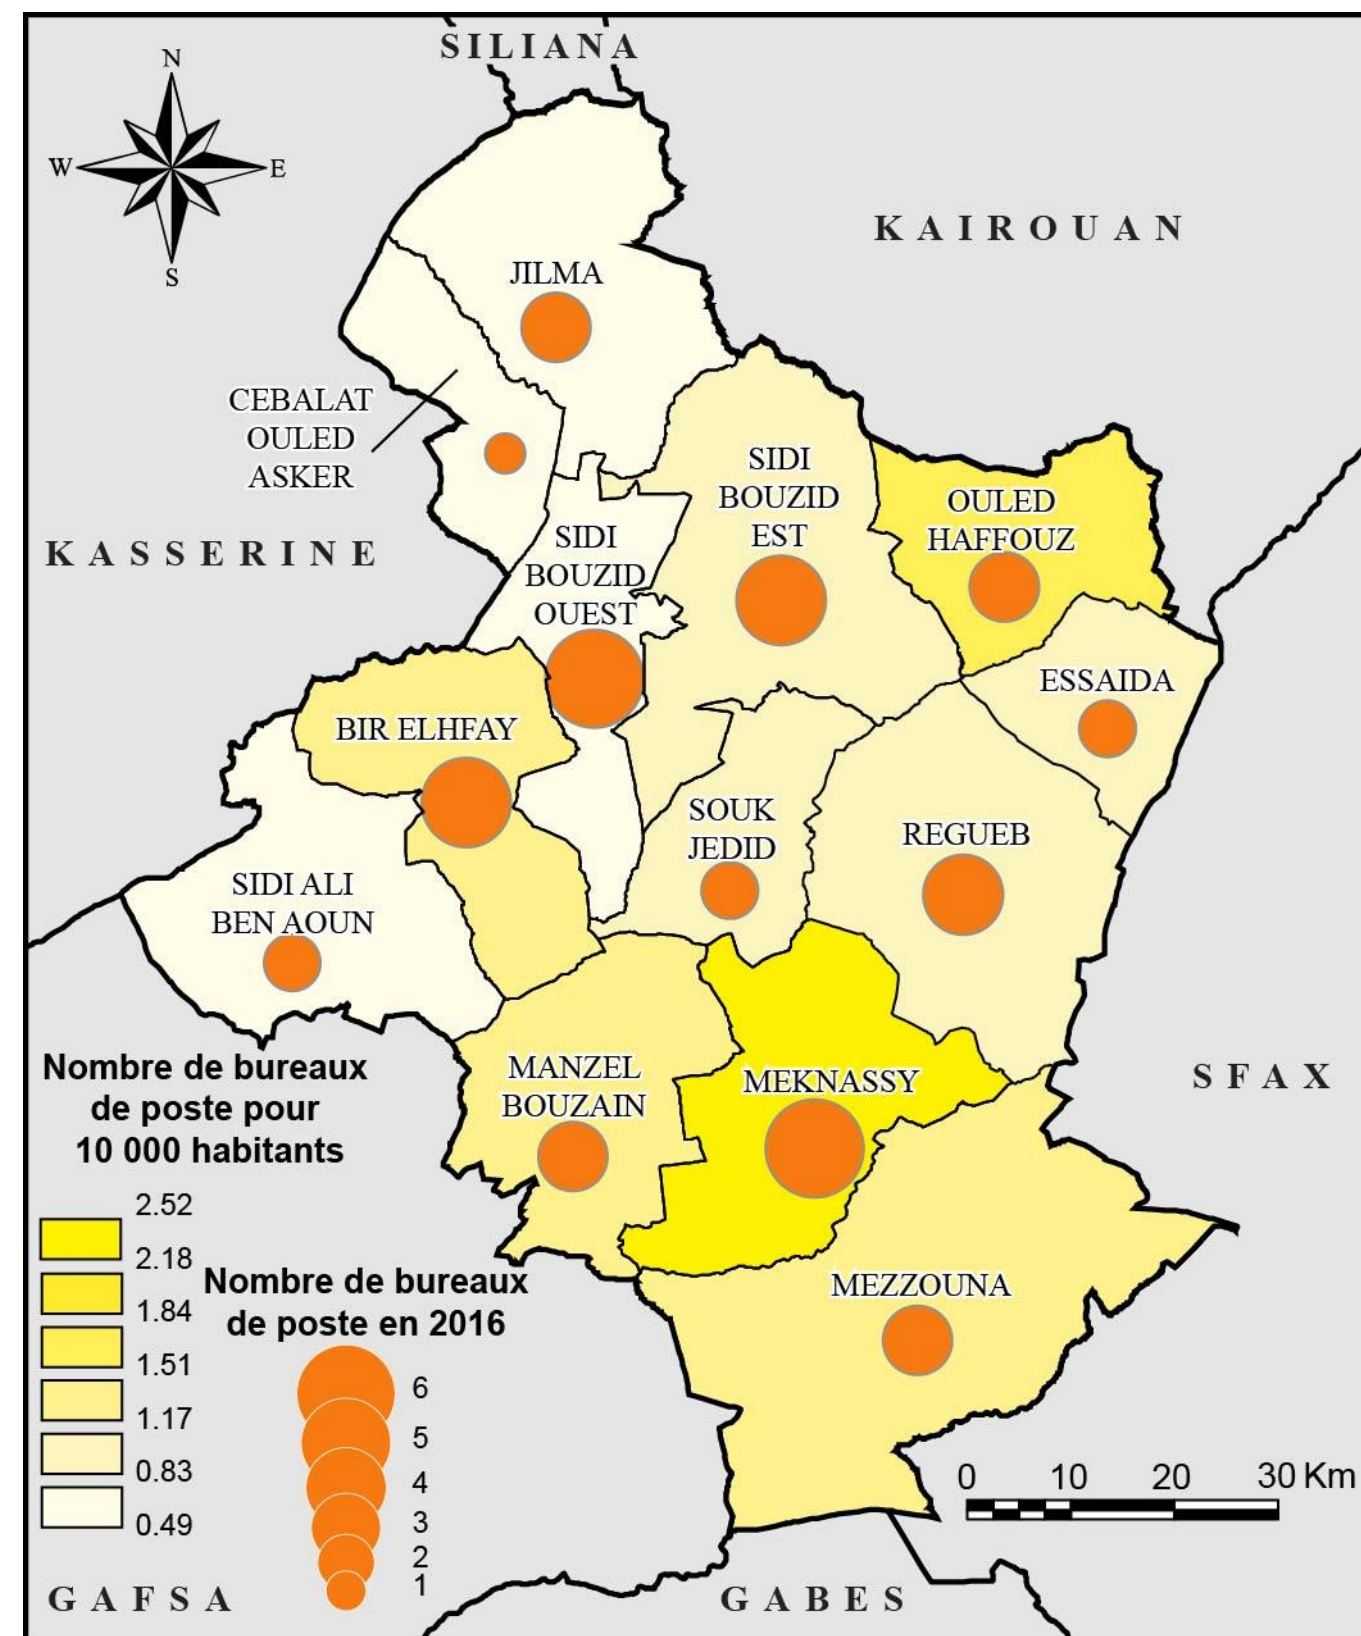 SILIANA
N
W
E
S
KAIROUAN
JILMA
CEBALAT
OULED
ASKER
SIDI
BOUZID
EST
OULED
HAFFOUZ
KASSERINE
SIDI
BOUZID
OUEST
ESSAIDA
BIR ELHFAY
SOUK
JEDID
REGUEB
SIDI ALI
BEN AOUN
MANZEL
BOUZAIN
MEKNASSY
SFAX
MEZZOUNA
Nombre de bureaux
de poste pour
10 000 habitants
2.52
2.18
1.84
1.51
1.17
0.83
0.49
Nombre de bureaux
de poste en 2016
6
5
4
3
2
1
0 10 20 30 Km
GAFSA
GABES